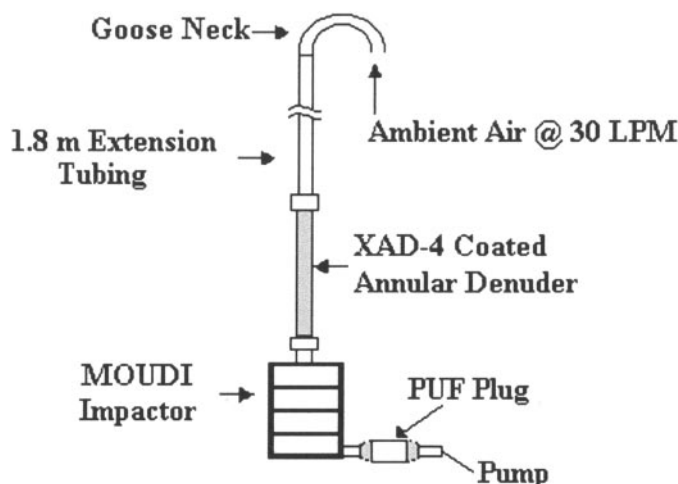 Goose Neck
Ambient Air @ 30 LPM
1.8 m Extension
Tubing
XAD-4 Coated
Annular Denuder
MOUDI
Impactor
PUF Plug
Pump